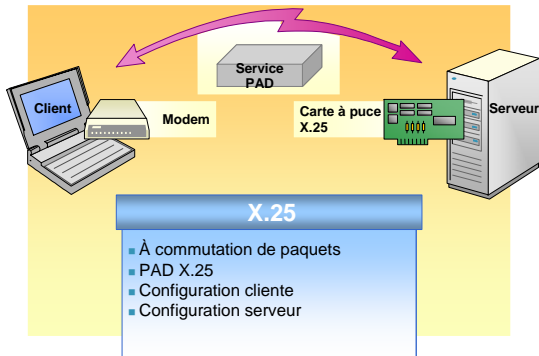 Service
PAD
Client
Modem
Carte à puce
X.25
Serveur
X.25
À commutation de paquets
PAD X.25
Configuration cliente
Configuration serveur